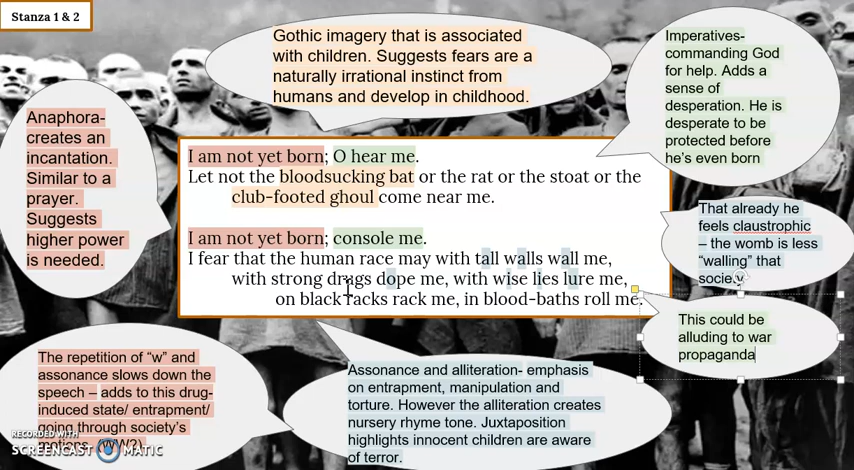 Stanza 1 & 2
Gothic imagery that is associated
with children. Suggests fears are a
naturally irrational instinct from
humans and develop in childhood.
Imperatives-
commanding God
for help. Adds a
sense of
desperation. He is
desperate to be
protected before
he's even born
Anaphora-
creates an
incantation.
Similar to a
prayer.
Suggests
higher power
is needed.
I am not yet born; O hear me.
Let not the bloodsucking bat or the rat or the stoat or the
club-footed ghoul come near me.
I am not yet born; console me.
I fear that the human race may with tall walls wall me,
with strong drugs dope me, with wise lies lure me,
on black racks rack me, in blood-baths roll me.
That already he
feels claustrophic
– the womb is less
"walling" that
society
This could be
alluding to war
propaganda
The repetition of "w" and
assonance slows down the
speech – adds to this drug-
induced state/ entrapment/
going through society's
motions. (WW2)
Assonance and alliteration- emphasis
on entrapment, manipulation and
torture. However the alliteration creates
nursery rhyme tone. Juxtaposition
highlights innocent children are aware
of terror.
RECORDED WITH
SCREENCAST MATIC